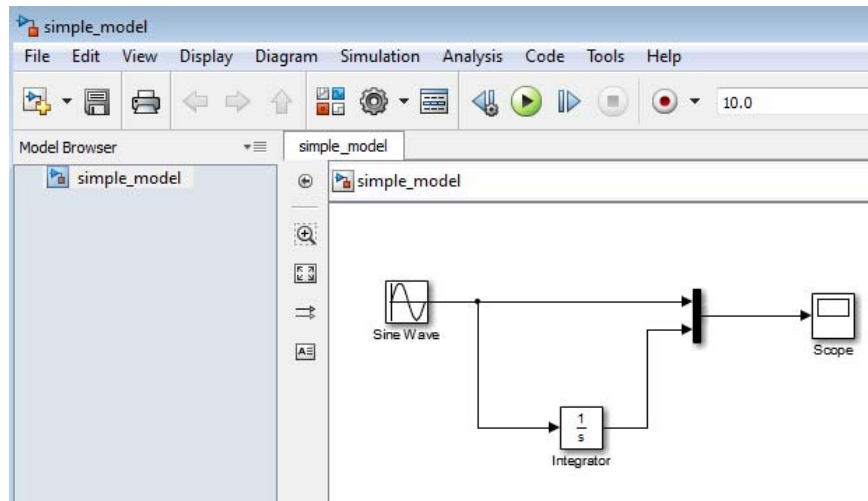 simple_model
File Edit View Display Diagram Simulation Analysis Code Tools Help
10.0
Model Browser
simple_model
simple_model
simple_model
Sine Wave
Scope
1
s
Integrator